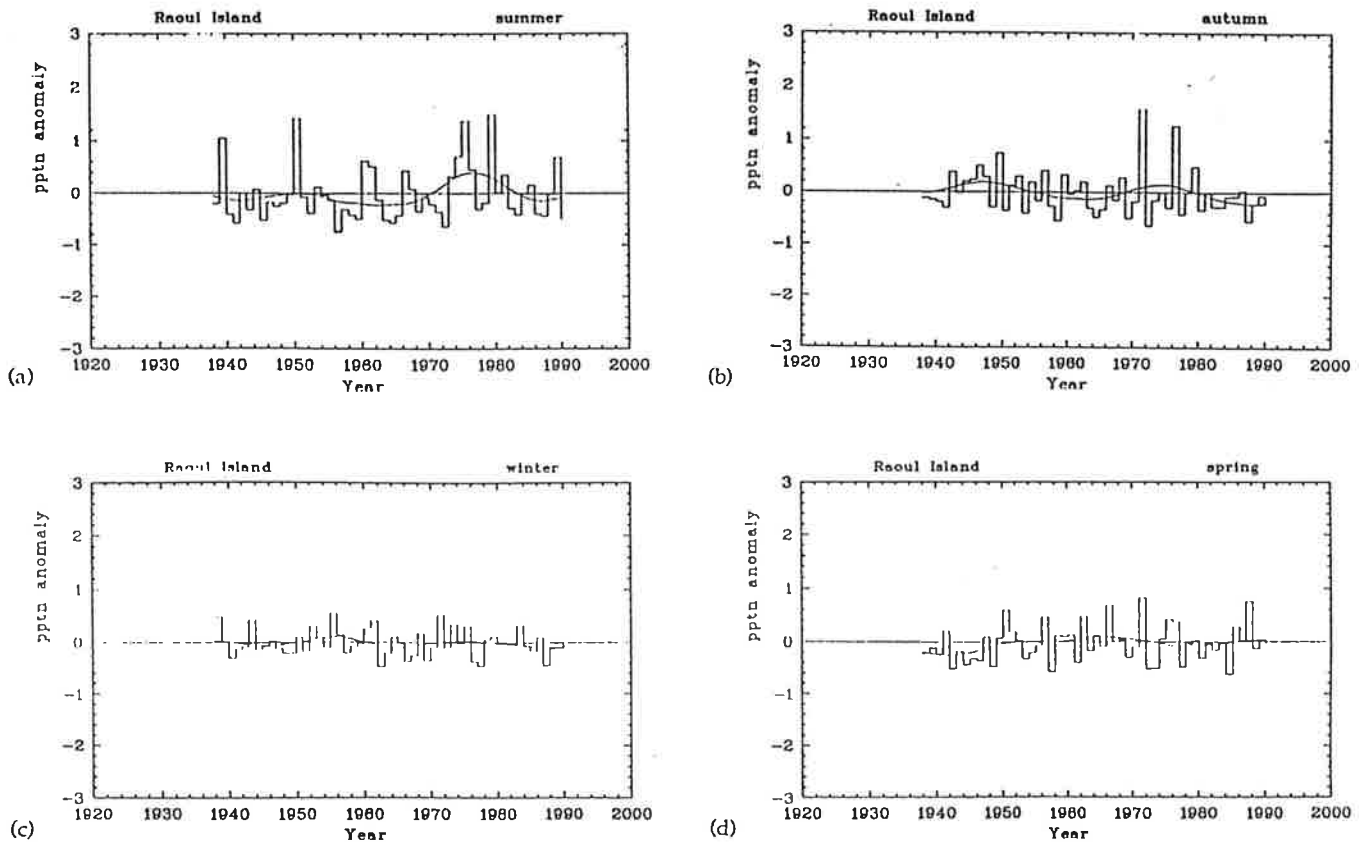 Raoul Island summer
3
2
1
0
−1
−2
−3
pptn anomaly
1920 1930 1940 1950 1960 1970 1980 1990 2000
Year
(a)
Raoul Island autumn
3
2
1
0
−1
−2
−3
pptn anomaly
1920 1930 1940 1950 1960 1970 1980 1990 2000
Year
(b)
Raoul Island winter
3
2
1
0
−1
−2
−3
pptn anomaly
1920 1930 1940 1950 1960 1970 1980 1990 2000
Year
(c)
Raoul Island spring
3
2
1
0
−1
−2
−3
pptn anomaly
1920 1930 1940 1950 1960 1970 1980 1990 2000
Year
(d)